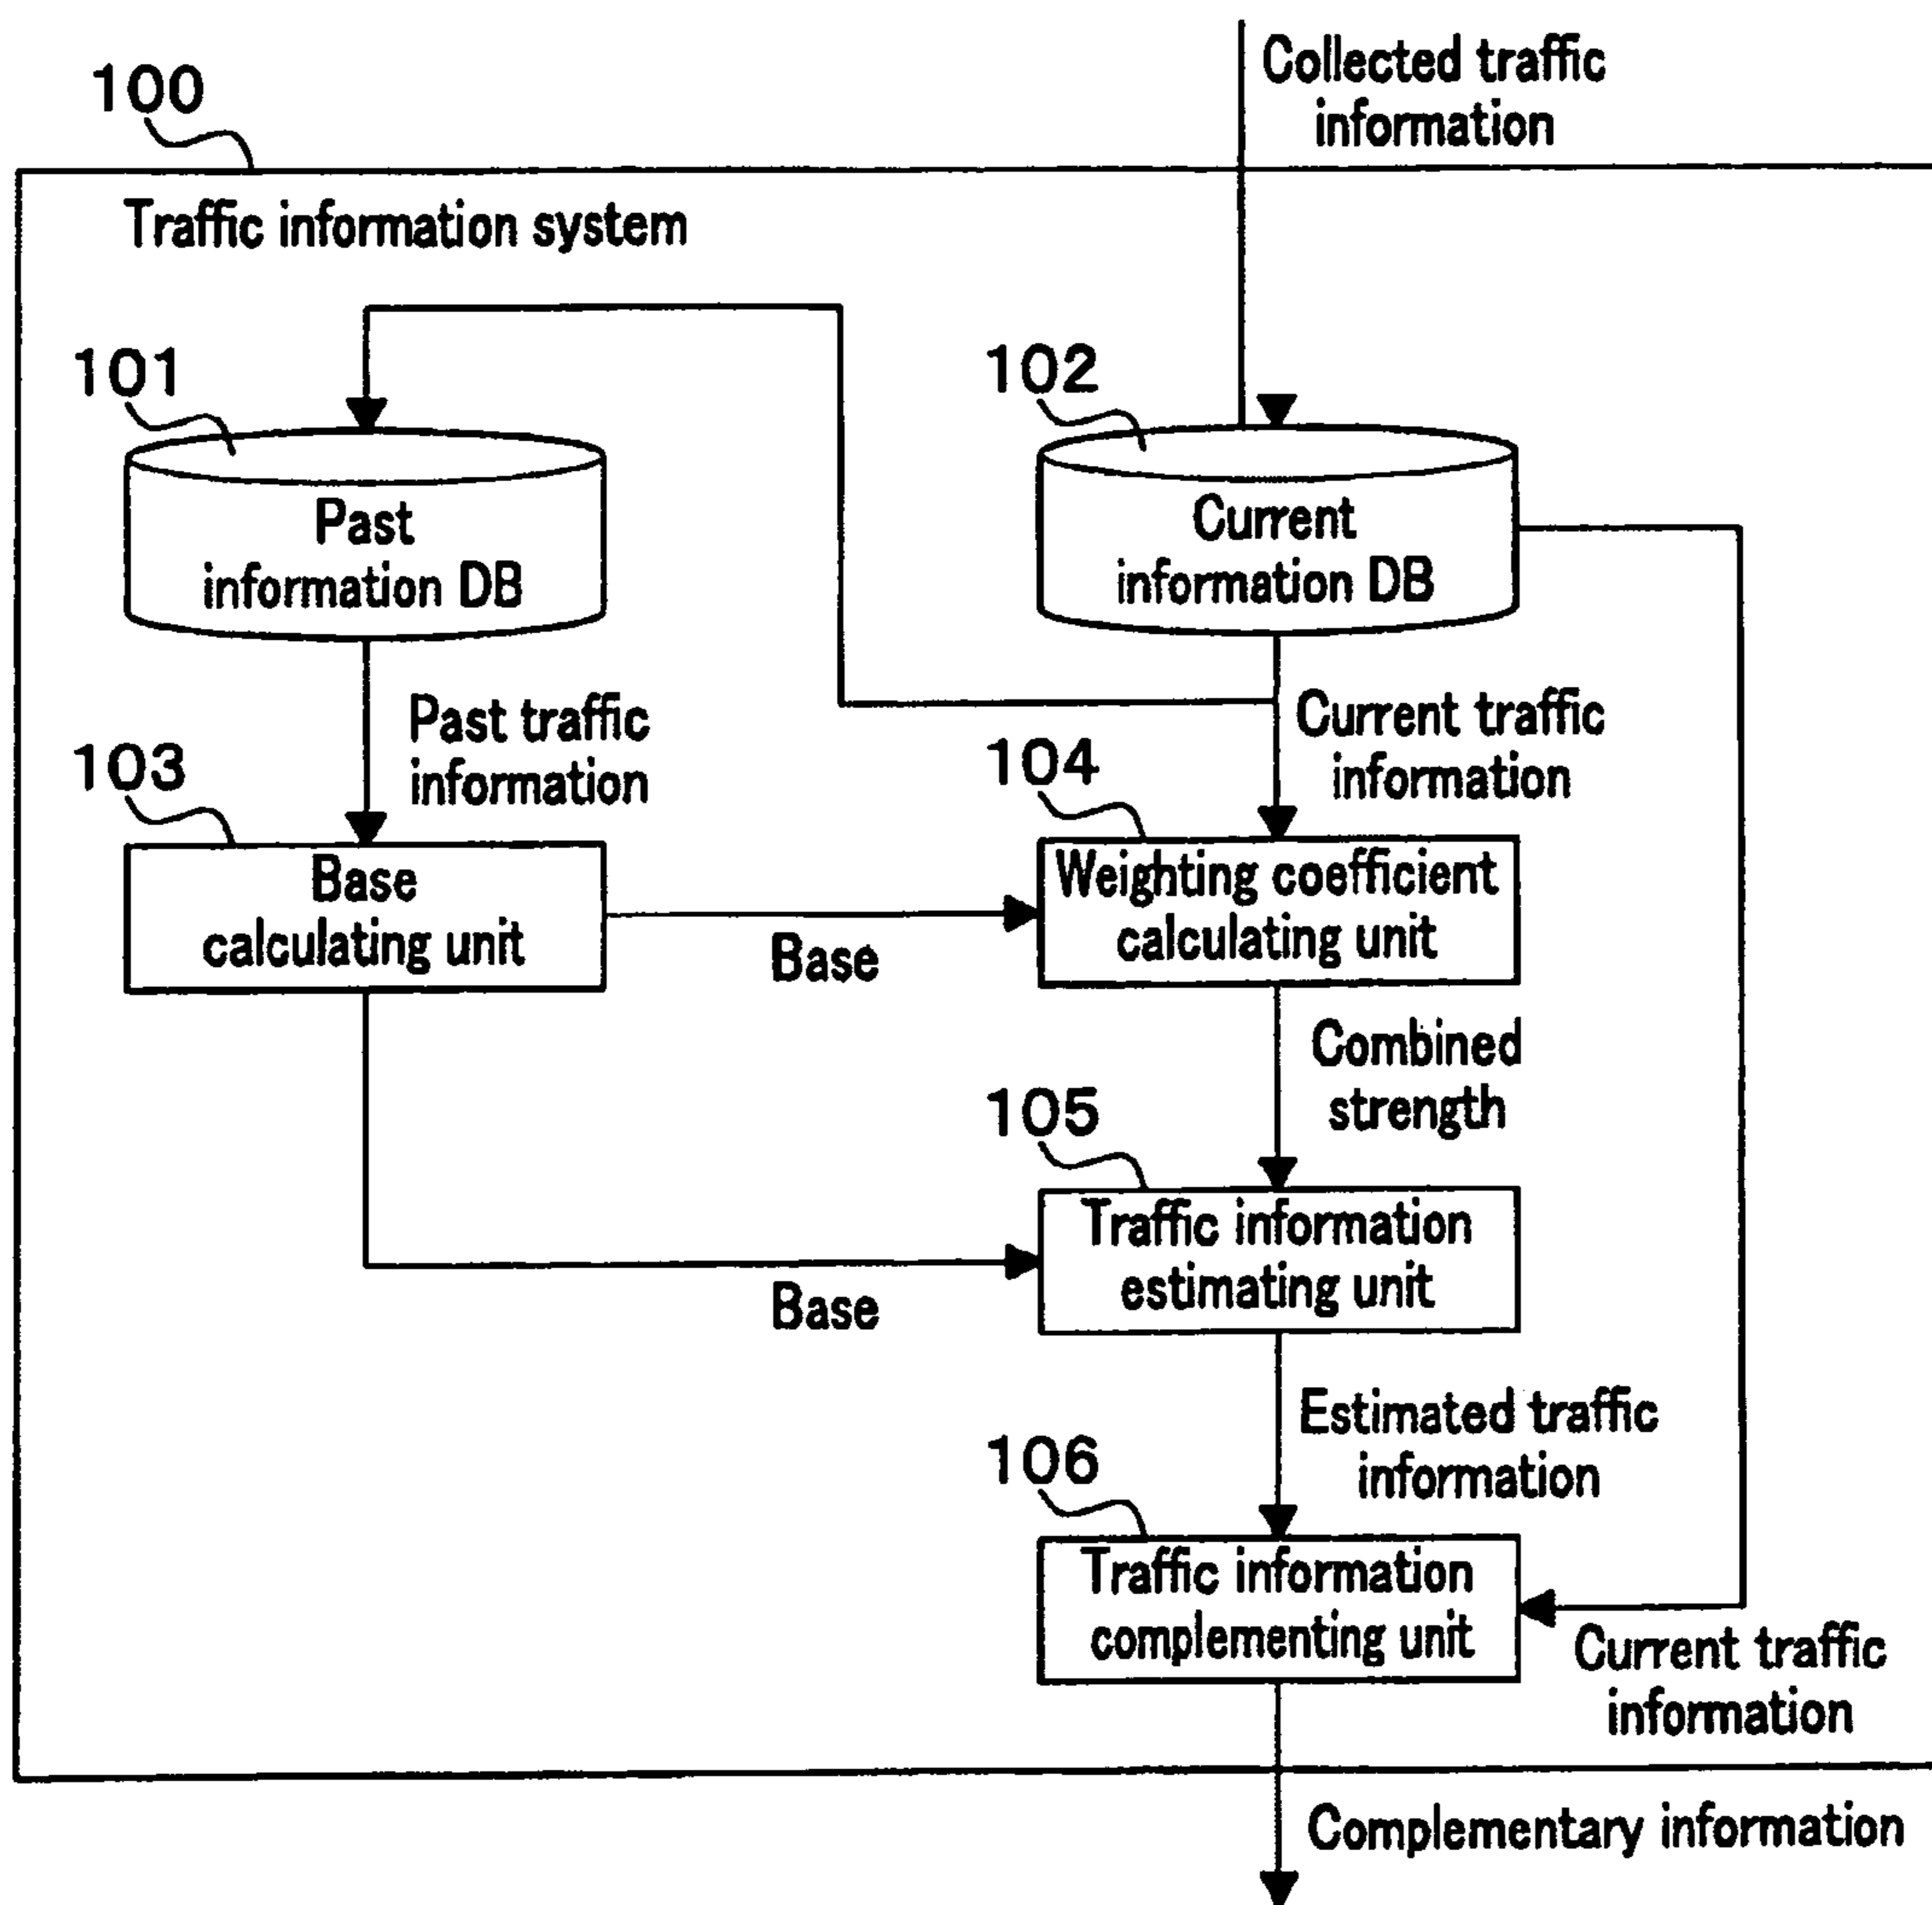 Collected traffic
information
100
Traffic information system
101
102
Past
information DB
Current
information DB
Past traffic
information
Current traffic
information
103
104
Base
calculating unit
Weighting coefficient
calculating unit
Base
Combined
strength
105
Traffic information
estimating unit
Base
Estimated traffic
information
106
Traffic information
complementing unit
Current traffic
information
Complementary information